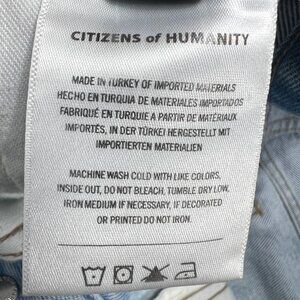 CITIZENS of HUMANITY
MADE IN TURKEY OF IMPORTED MATERIALS
HECHO EN TURQUIA DE MATERIALES IMPORTADOS
FABRIQUÉ EN TURQUIE A PARTIR DE MATÉRIAUX
IMPORTÉS, IN DER TÜRKEI HERGESTELLT MIT
IMPORTIERTEN MATERIALIEN
MACHINE WASH COLD WITH LIKE COLORS,
INSIDE OUT, DO NOT BLEACH, TUMBLE DRY LOW,
IRON MEDIUM IF NECESSARY, IF DECORATED
OR PRINTED DO NOT IRON.